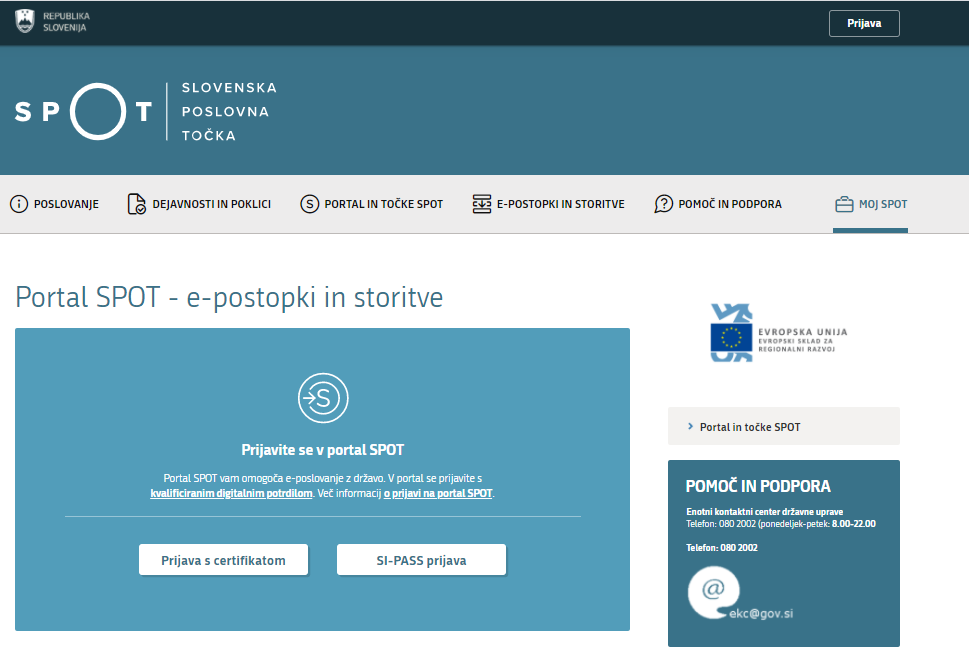 REPUBLIKA
SLOVENIJA
Prijava
SPOT
SLOVENSKA
POSLOVNA
TOČKA
POSLOVANJE
DEJAVNOSTI IN POKLICI
S
PORTAL IN TOČKE SPOT
E-POSTOPKI IN STORITVE
?
POMOČ IN PODPORA
MOJ SPOT
Portal SPOT - e-postopki in storitve
S
Prijavite se v portal SPOT
Portal SPOT vam omogoča e-poslovanje z državo. V portal se prijavite s
kvalificiranim digitalnim potrdilom. Več informacij o prijavi na portal SPOT.
Prijava s certifikatom
SI-PASS prijava
EVROPSKA UNIJA
EVROPSKI SKLAD ZA
REGIONALNI RAZVOJ
Portal in točke SPOT
POMOČ IN PODPORA
Enotni kontaktni center državne uprave
Telefon: 080 2002 (ponedeljek-petek: 8.00-22.00
Telefon: 080 2002
@
ekc@gov.si